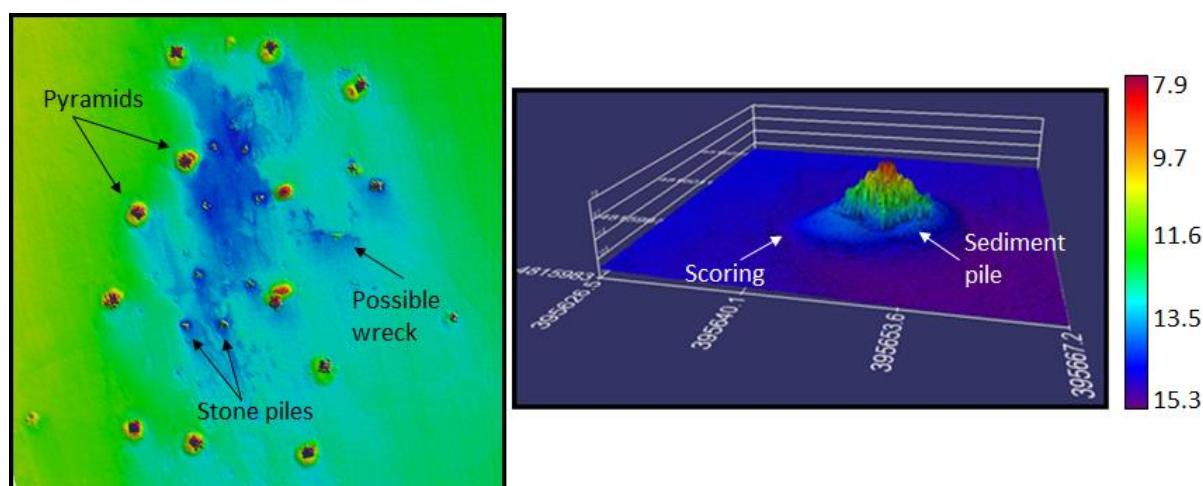 Pyramids
Possible
wreck
Stone piles
Scoring
Sediment
pile
395626.5
395640.1
395653.6
395667.2
7.9
9.7
11.6
13.5
15.3